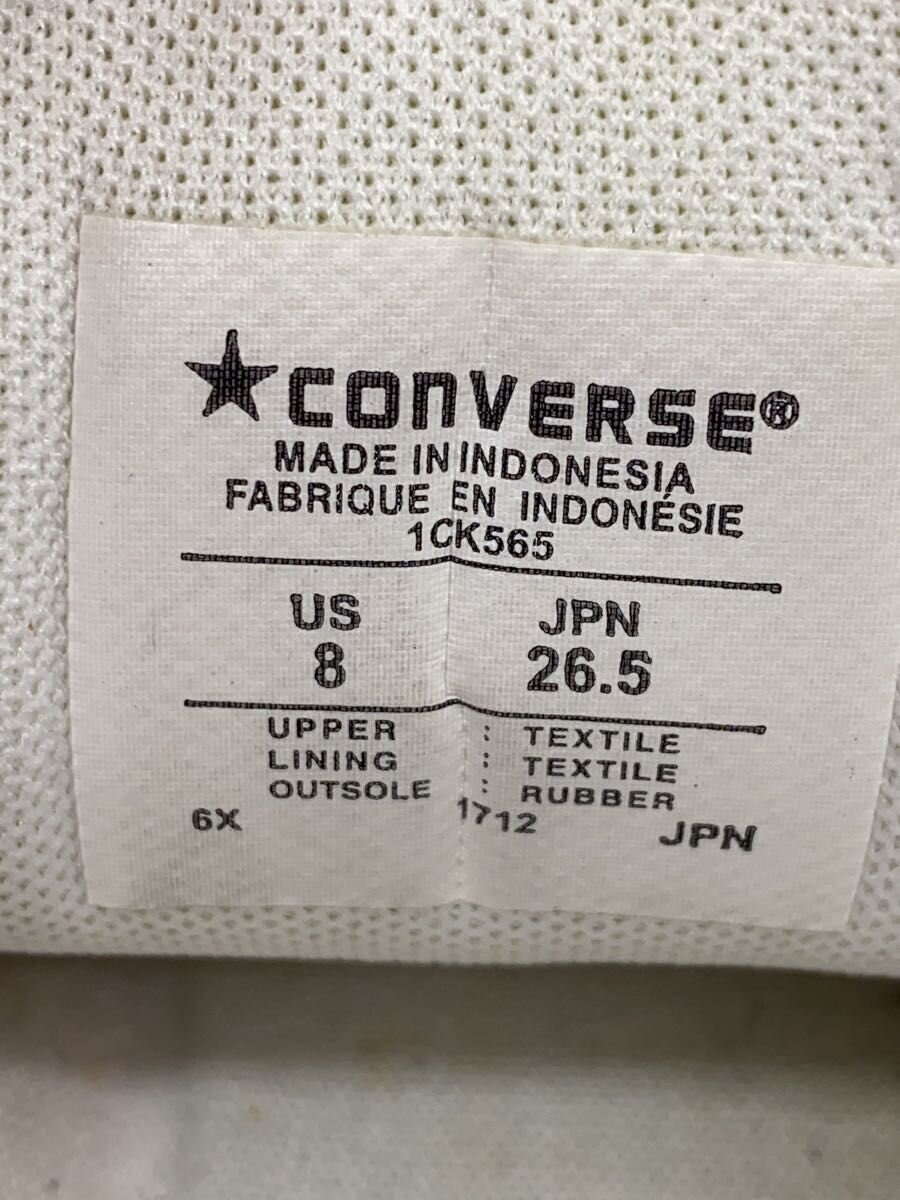 ★CONVERSE®
MADE IN INDONESIA
FABRIQUE EN INDONÉSIE
1CK565
US JPN
8 26.5
UPPER : TEXTILE
LINING : TEXTILE
OUTSOLE : RUBBER
6X 1712 JPN